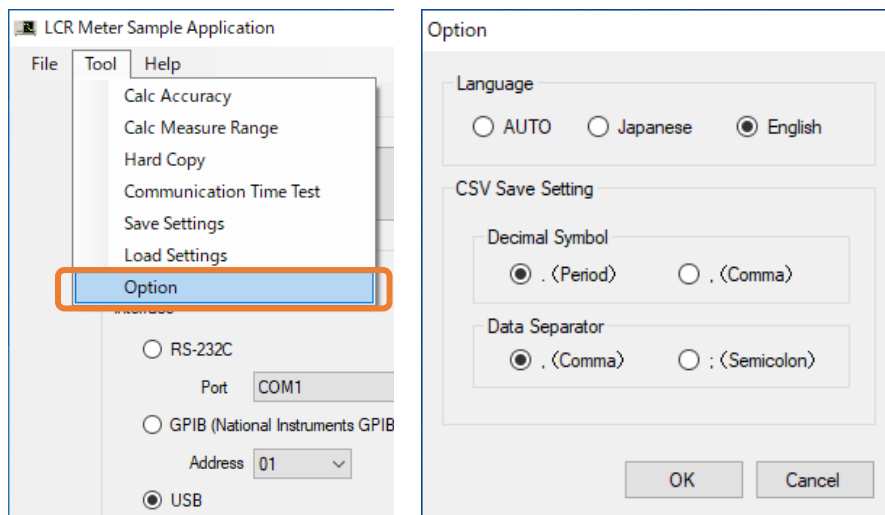 LCR Meter Sample Application
File Tool Help
Calc Accuracy
Calc Measure Range
Hard Copy
Communication Time Test
Save Settings
Load Settings
Option
Interface
RS-232C
Port COM1
GPIB (National Instruments GPIB
Address 01
USB
Option
Language
AUTO Japanese English
CSV Save Setting
Decimal Symbol
. (Period) , (Comma)
Data Separator
, (Comma) ; (Semicolon)
OK Cancel